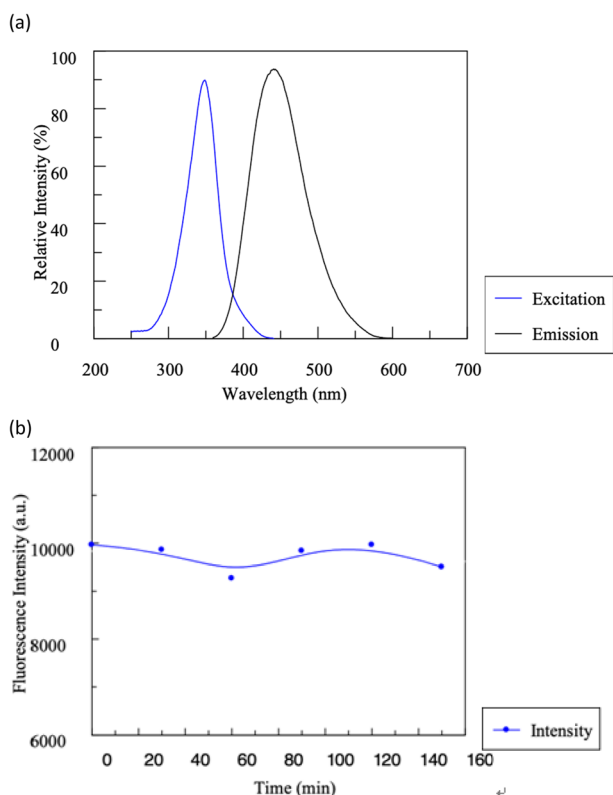 (a)
100
80
60
40
20
0
Relative Intensity (%)
200 300 400 500 600 700
Wavelength (nm)
Excitation
Emission
(b)
12000
10000
8000
6000
Fluorescence Intensity (a.u.)
0 20 40 60 80 100 120 140 160
Time (min)
Intensity